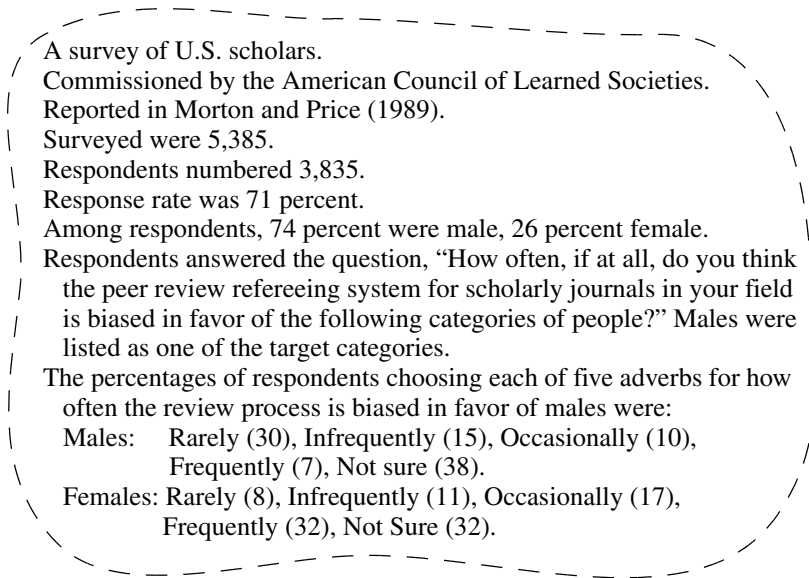 A survey of U.S. scholars.
Commissioned by the American Council of Learned Societies.
Reported in Morton and Price (1989).
Surveyed were 5,385.
Respondents numbered 3,835.
Response rate was 71 percent.
Among respondents, 74 percent were male, 26 percent female.
Respondents answered the question, “How often, if at all, do you think
the peer review refereeing system for scholarly journals in your field
is biased in favor of the following categories of people?” Males were
listed as one of the target categories.
The percentages of respondents choosing each of five adverbs for how
often the review process is biased in favor of males were:
Males: Rarely (30), Infrequently (15), Occasionally (10),
Frequently (7), Not sure (38).
Females: Rarely (8), Infrequently (11), Occasionally (17),
Frequently (32), Not Sure (32).